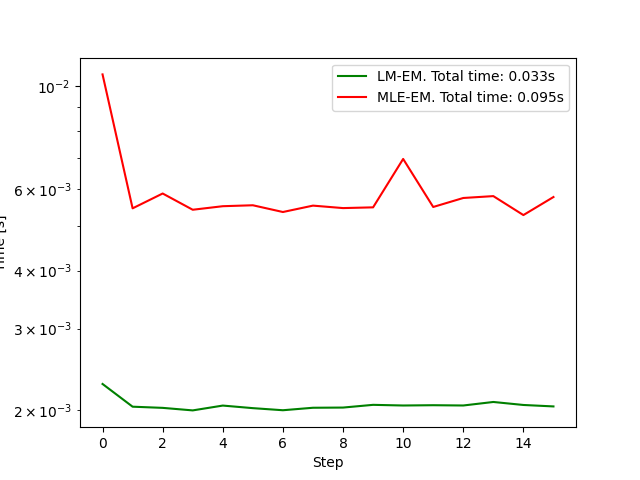 LM-EM. Total time: 0.033s
MLE-EM. Total time: 0.095s
10⁻²
6 × 10⁻³
4 × 10⁻³
3 × 10⁻³
2 × 10⁻³
Time [s]
0 2 4 6 8 10 12 14
Step